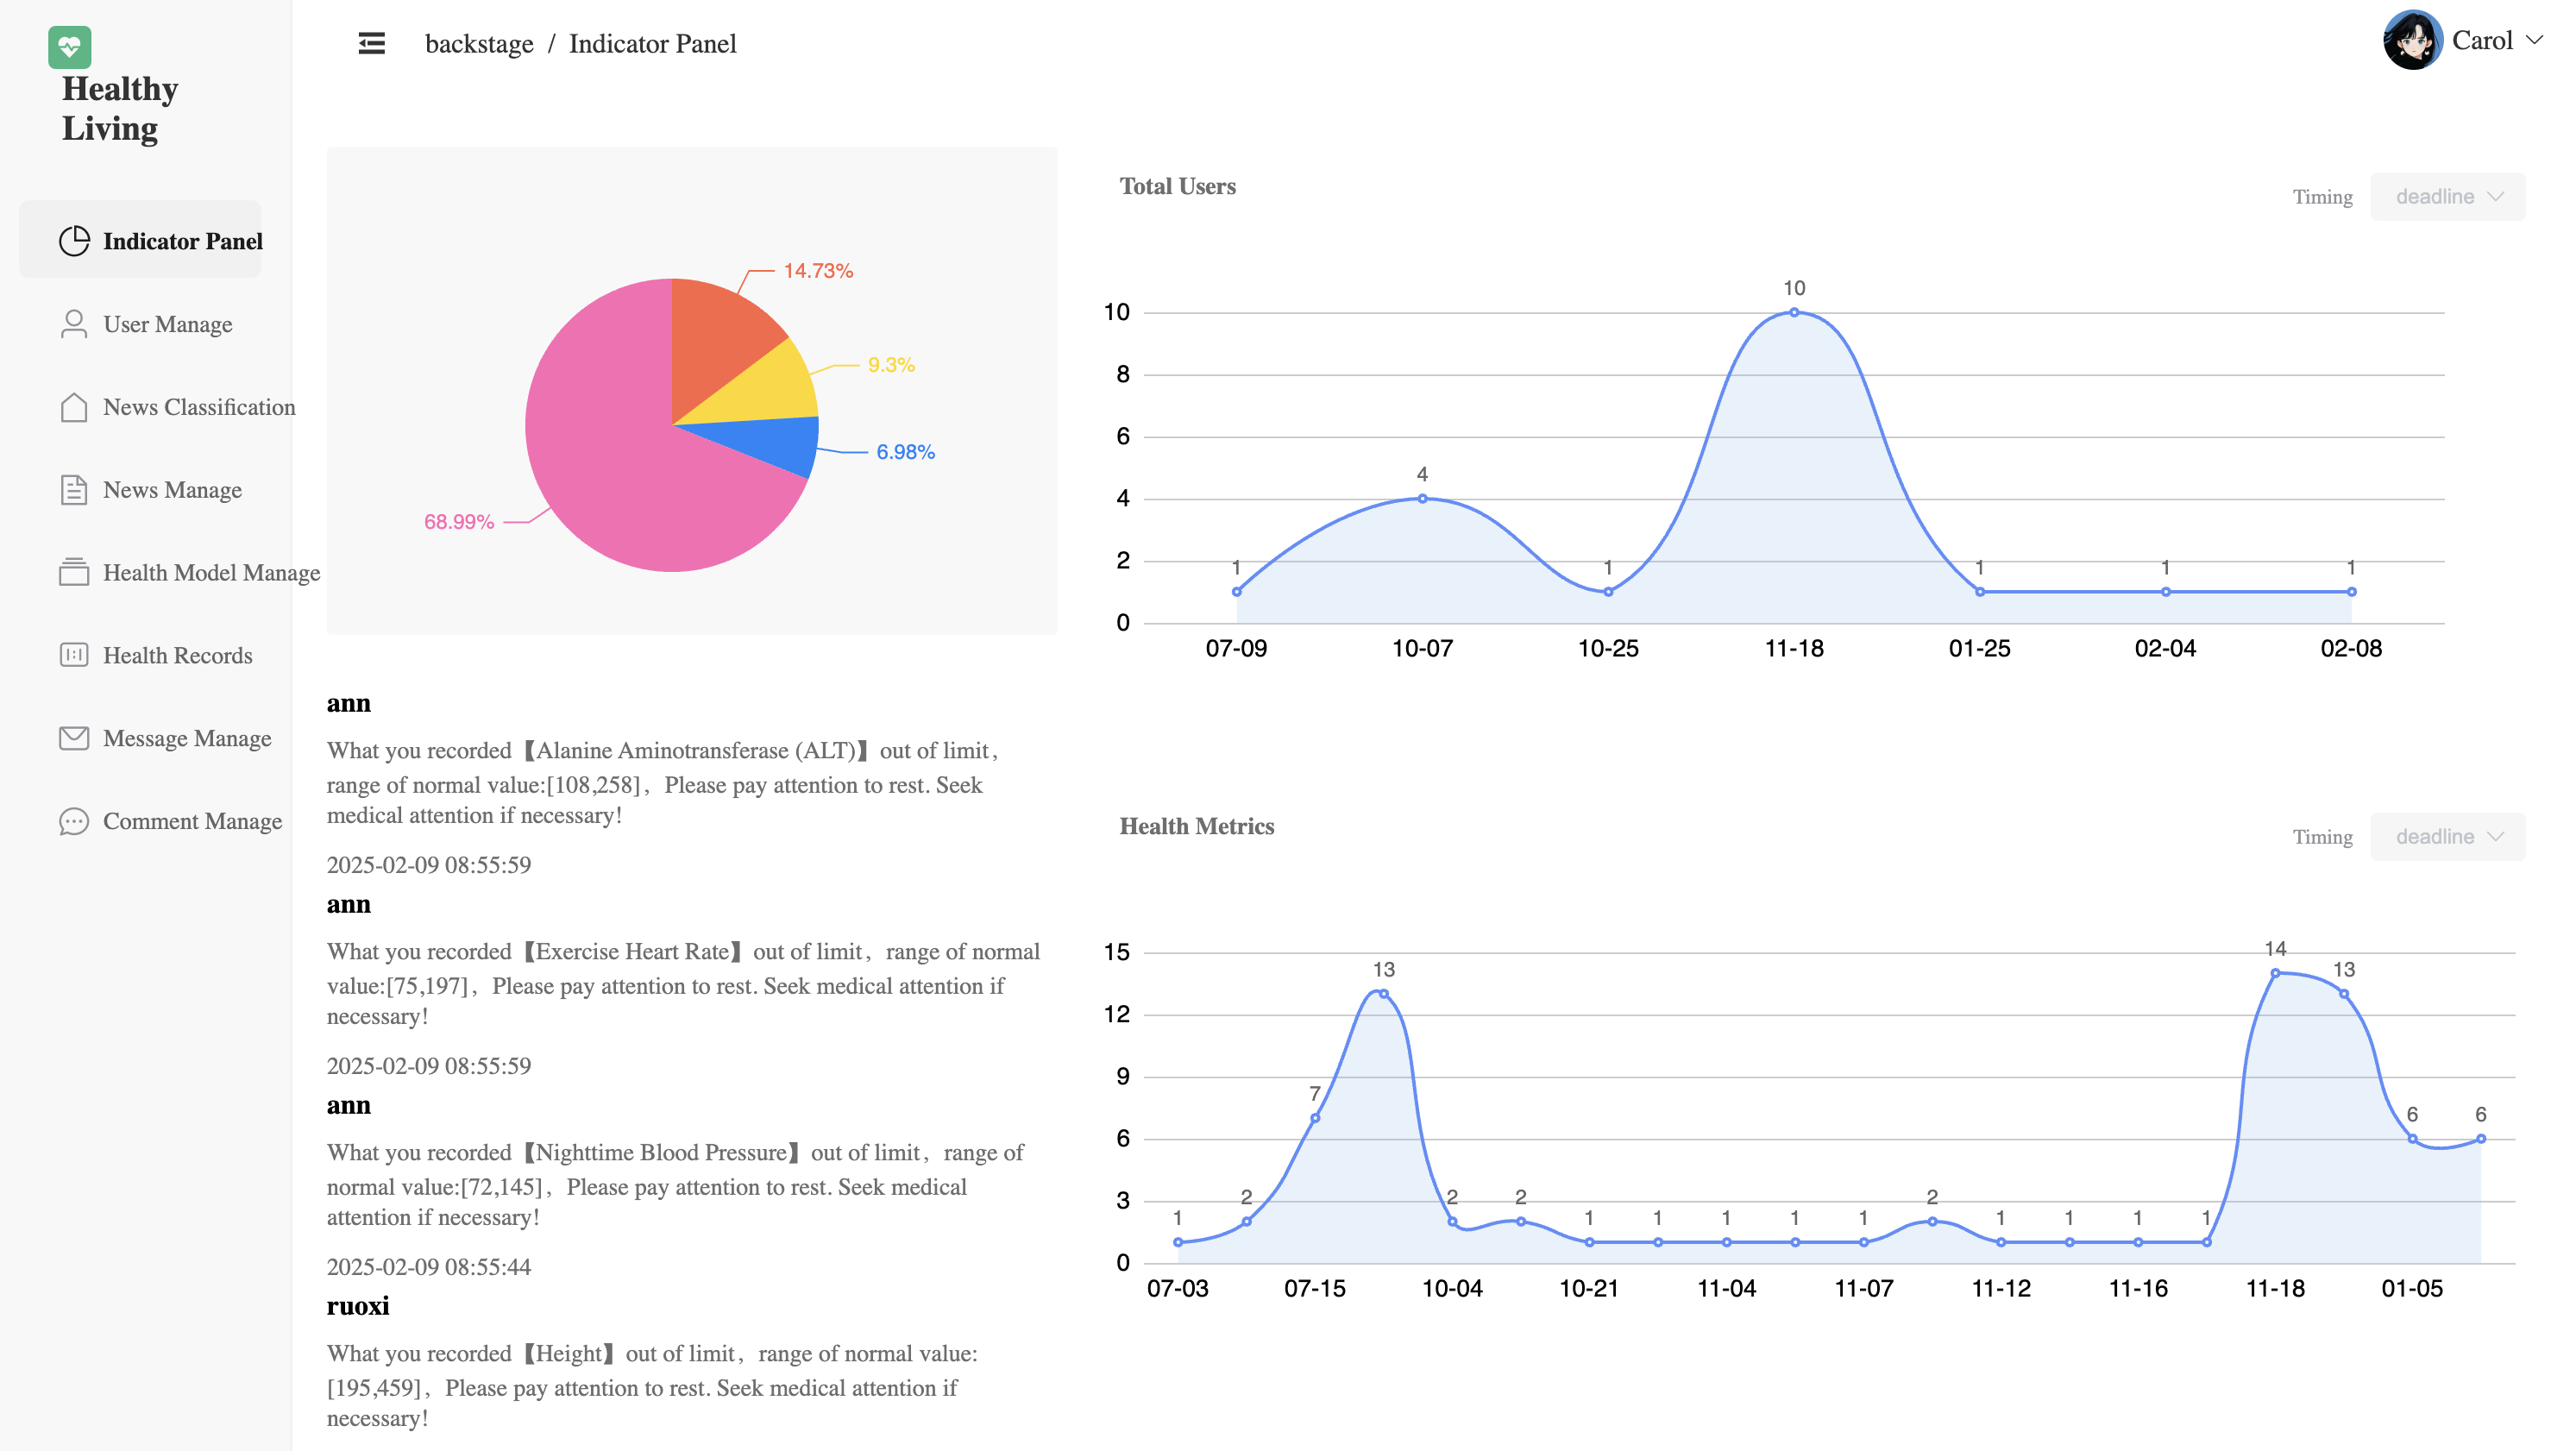 Healthy
Living
Indicator Panel
User Manage
News Classification
News Manage
Health Model Manage
Health Records
Message Manage
Comment Manage
backstage / Indicator Panel
Carol
14.73%
9.3%
6.98%
68.99%
ann
What you recorded【Alanine Aminotransferase (ALT)】out of limit，
range of normal value:[108,258]，Please pay attention to rest. Seek
medical attention if necessary!
2025-02-09 08:55:59
ann
What you recorded【Exercise Heart Rate】out of limit，range of normal
value:[75,197]，Please pay attention to rest. Seek medical attention if
necessary!
2025-02-09 08:55:59
ann
What you recorded【Nighttime Blood Pressure】out of limit，range of
normal value:[72,145]，Please pay attention to rest. Seek medical
attention if necessary!
2025-02-09 08:55:44
ruoxi
What you recorded【Height】out of limit，range of normal value:
[195,459]，Please pay attention to rest. Seek medical attention if
necessary!
Total Users
Timing deadline
10
8
6
4
2
0
1 4 1 10 1 1 1
07-09 10-07 10-25 11-18 01-25 02-04 02-08
Health Metrics
Timing deadline
15
12
9
6
3
0
1 2 7 13 2 2 1 1 1 1 1 2 1 1 1 1 14 13 6 6
07-03 07-15 10-04 10-21 11-04 11-07 11-12 11-16 11-18 01-05